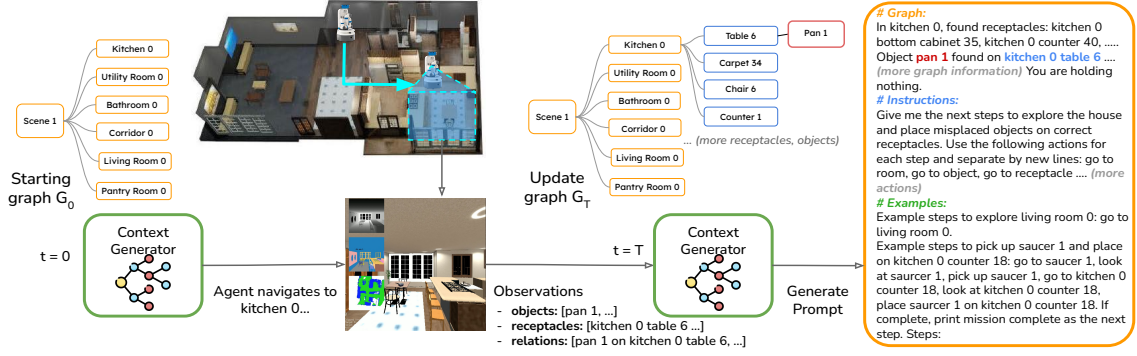 Scene 1
Kitchen 0
Utility Room 0
Bathroom 0
Corridor 0
Living Room 0
Pantry Room 0
Starting
graph G0
t = 0
Context
Generator
Agent navigates to
kitchen 0...
Scene 1
Kitchen 0
Utility Room 0
Bathroom 0
Corridor 0
Living Room 0
Pantry Room 0
Table 6
Carpet 34
Chair 6
Counter 1
Pan 1
... (more receptacles, objects)
Update
graph GT
t = T
Observations
- objects: [pan 1, ...]
- receptacles: [kitchen 0 table 6 ...]
- relations: [pan 1 on kitchen 0 table 6, ...]
Context
Generator
Generate
Prompt
# Graph:
In kitchen 0, found receptacles: kitchen 0
bottom cabinet 35, kitchen 0 counter 40, .....
Object pan 1 found on kitchen 0 table 6 ....
(more graph information) You are holding
nothing.
# Instructions:
Give me the next steps to explore the house
and place misplaced objects on correct
receptacles. Use the following actions for
each step and separate by new lines: go to
room, go to object, go to receptacle .... (more
actions)
# Examples:
Example steps to explore living room 0: go to
living room 0.
Example steps to pick up saucer 1 and place
on kitchen 0 counter 18: go to saucer 1, look
at saurcer 1, pick up saucer 1, go to kitchen 0
counter 18, look at kitchen 0 counter 18,
place saurcer 1 on kitchen 0 counter 18. If
complete, print mission complete as the next
step. Steps: